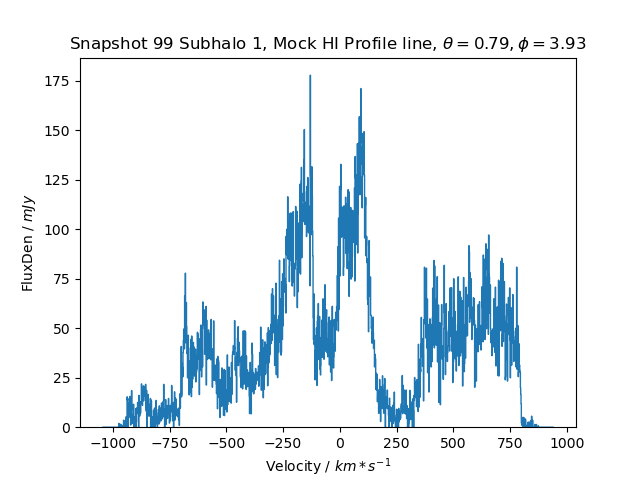 Snapshot 99 Subhalo 1, Mock HI Profile line, θ = 0.79, ϕ = 3.93
FluxDen / mJy
175
150
125
100
75
50
25
0
−1000 −750 −500 −250 0 250 500 750 1000
Velocity / km * s⁻¹